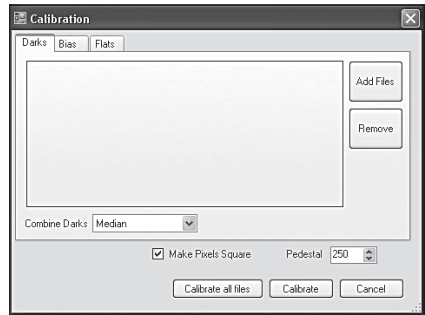 Calibration
Darks Bias Flats
Add Files
Remove
Combine Darks Median
Make Pixels Square Pedestal 250
Calibrate all files Calibrate Cancel